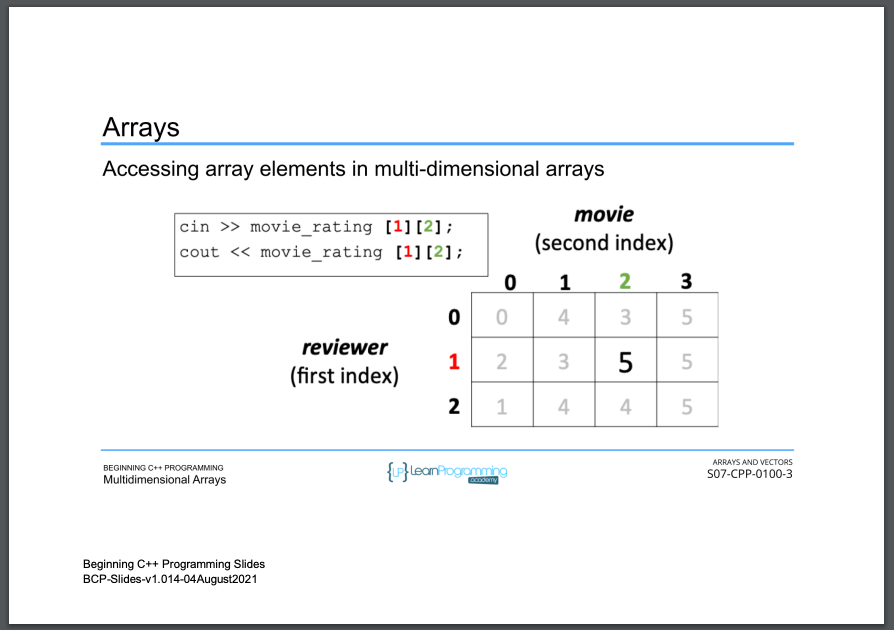 Arrays
Accessing array elements in multi-dimensional arrays
cin >> movie_rating [1][2];
cout << movie_rating [1][2];
movie
(second index)
0 1 2 3
reviewer
(first index)
0 0 4 3 5
1 2 3 5 5
2 1 4 4 5
BEGINNING C++ PROGRAMMING
Multidimensional Arrays
{LP} LearnProgramming
academy
ARRAYS AND VECTORS
S07-CPP-0100-3
Beginning C++ Programming Slides
BCP-Slides-v1.014-04August2021